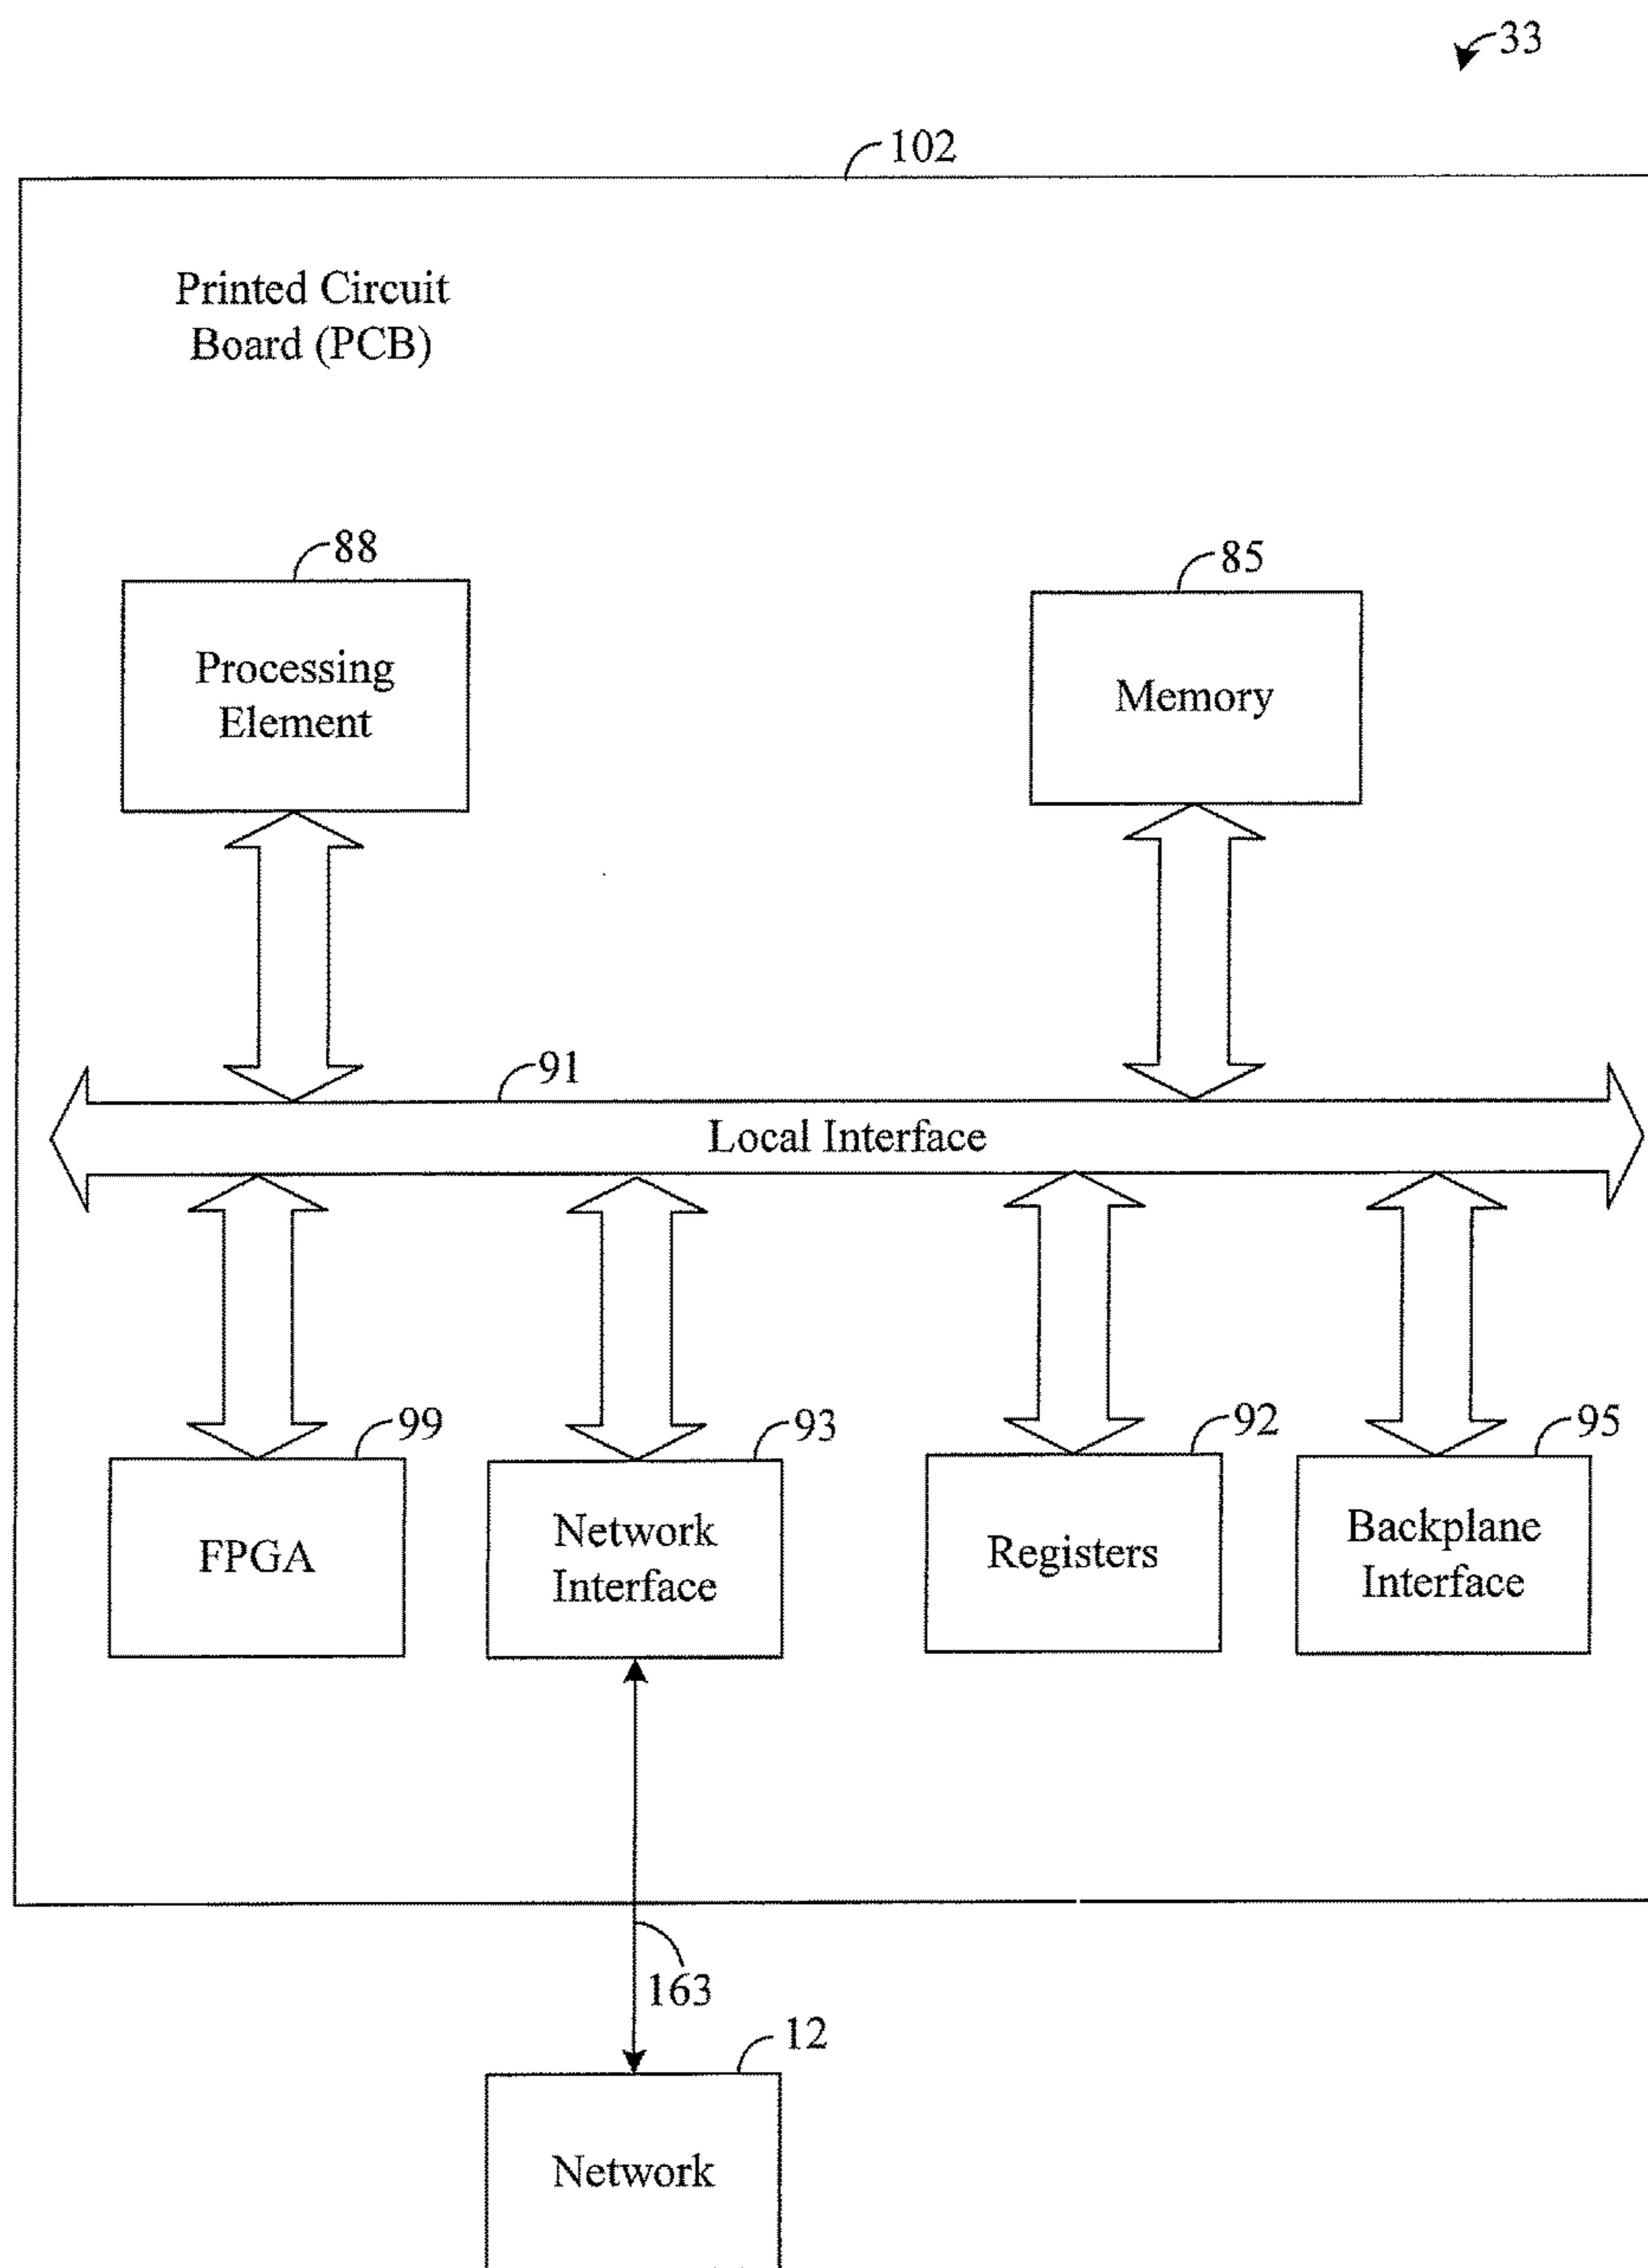 33
102
Printed Circuit
Board (PCB)
88
85
Processing
Element
Memory
91
Local Interface
99
93
92
95
FPGA
Network
Interface
Registers
Backplane
Interface
163
12
Network